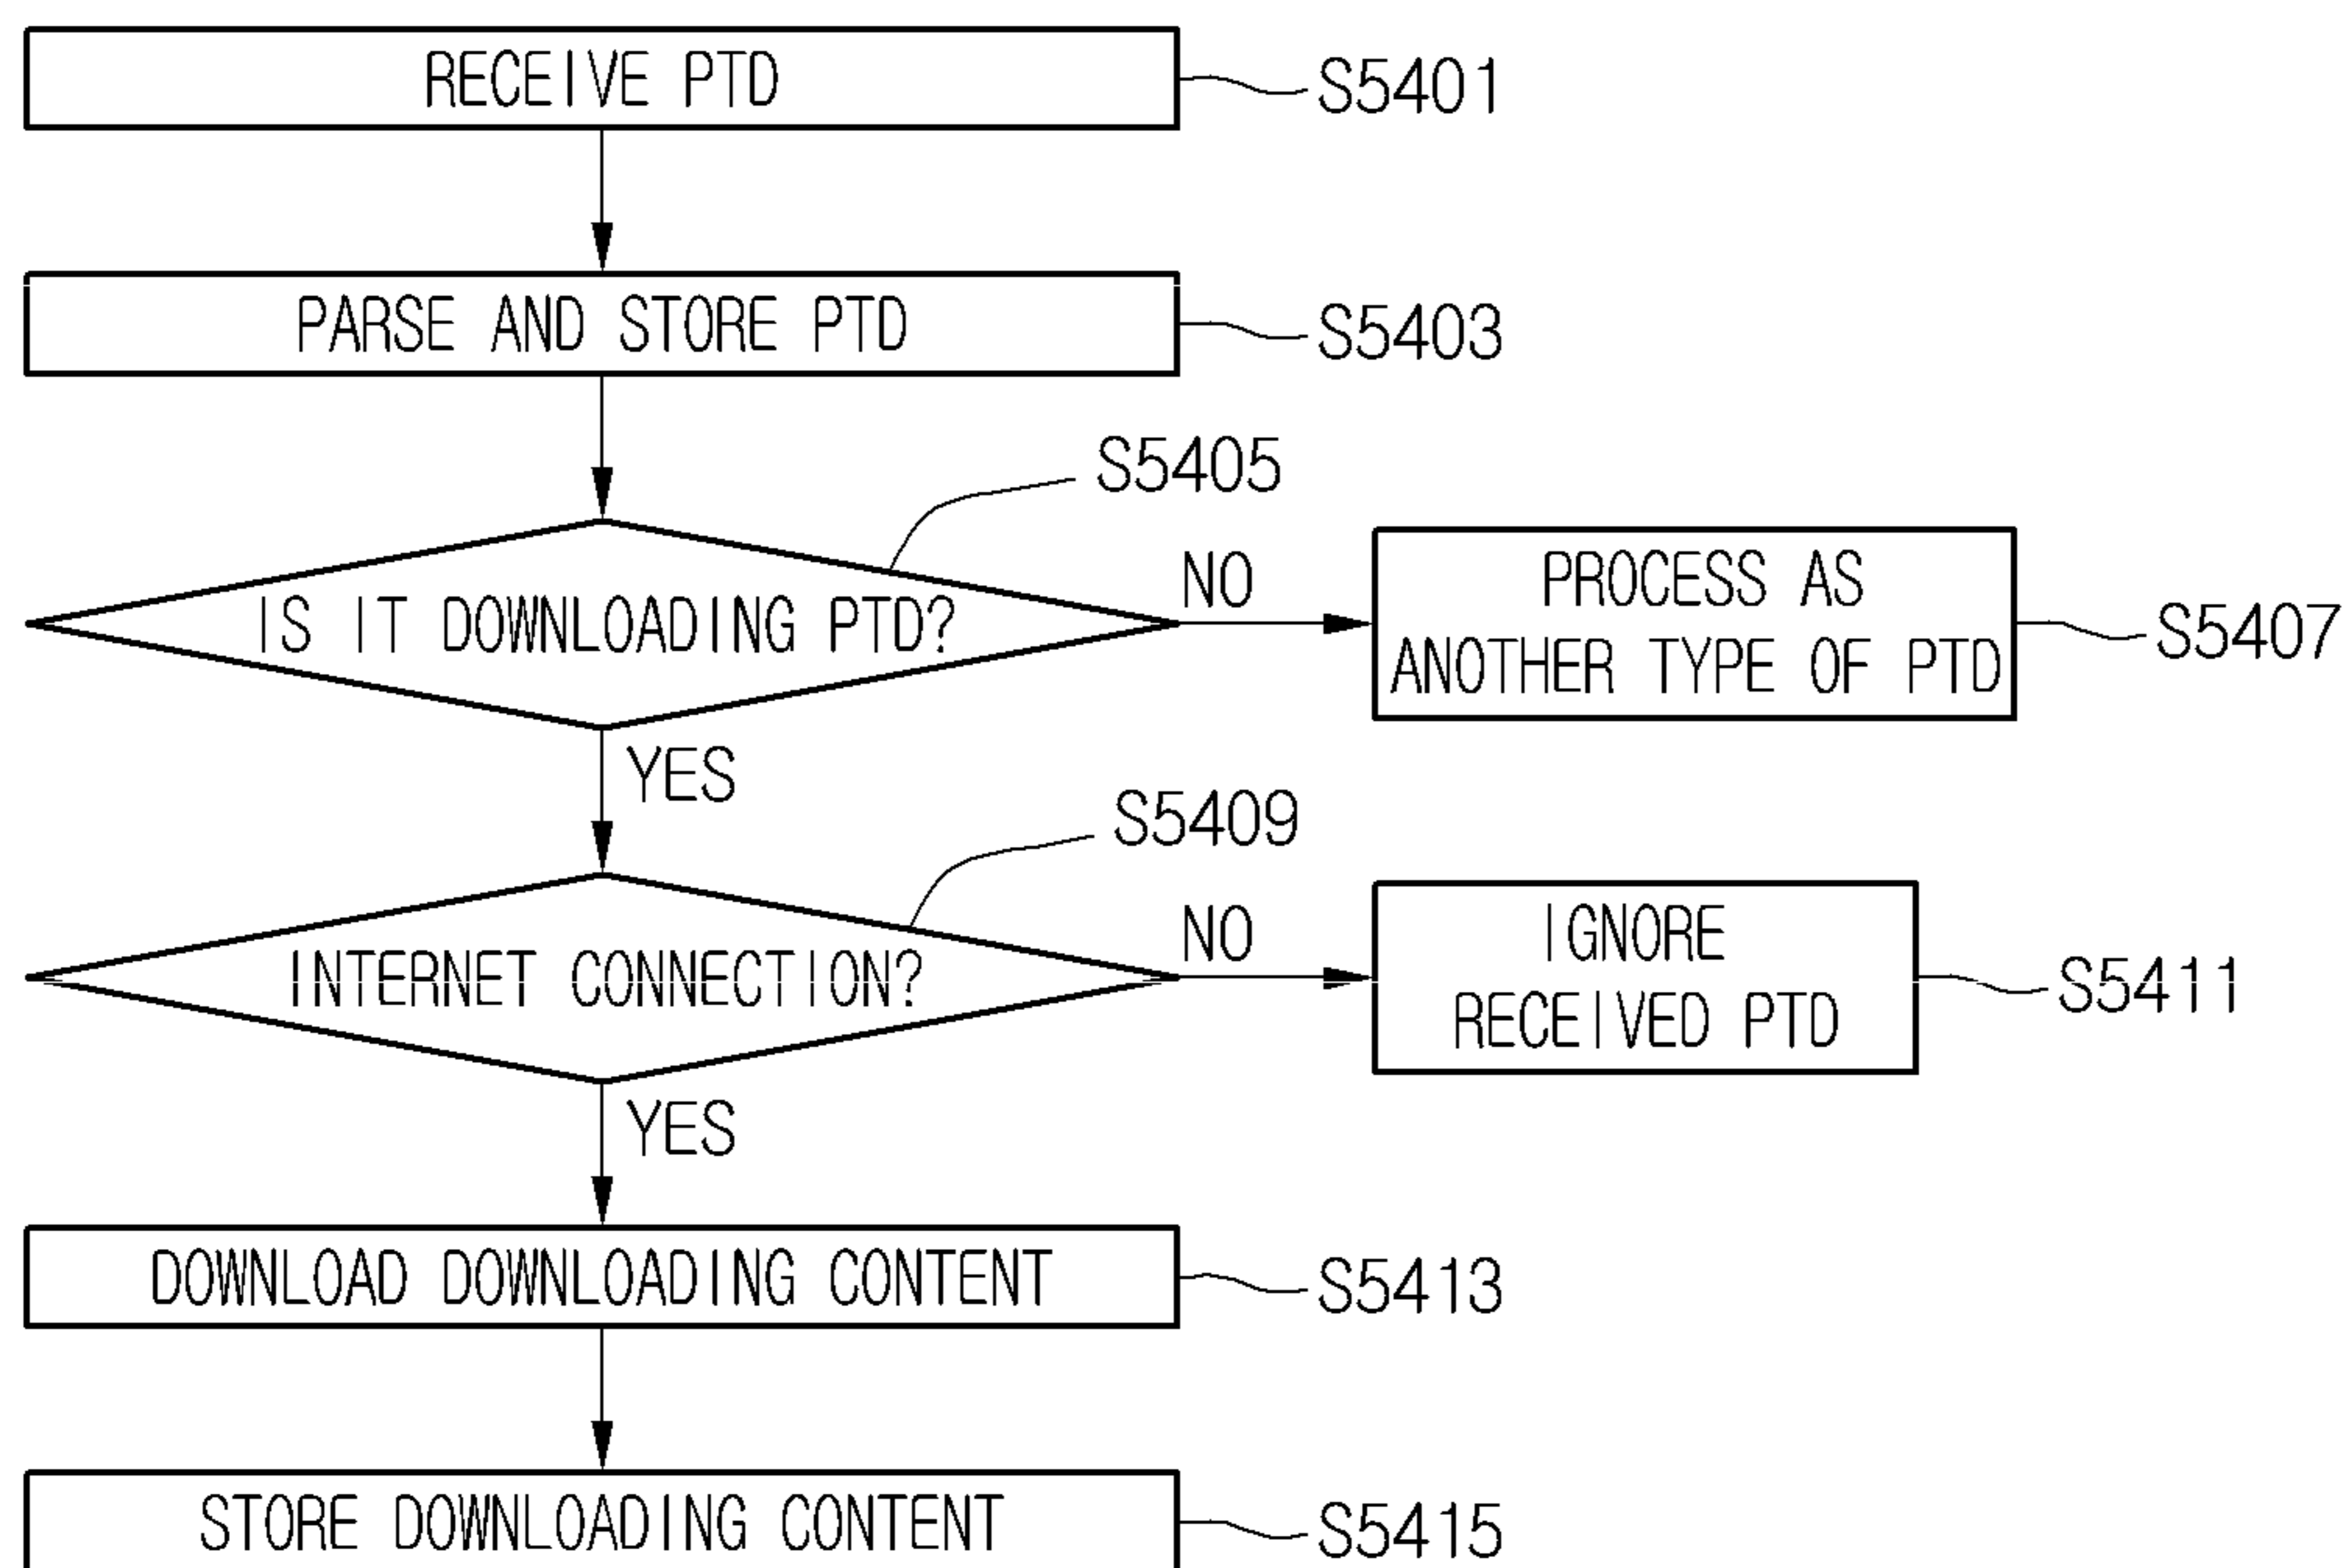 RECEIVE PTD
S5401
PARSE AND STORE PTD
S5403
S5405
IS IT DOWNLOADING PTD?
NO
PROCESS AS
ANOTHER TYPE OF PTD
S5407
YES
S5409
INTERNET CONNECTION?
NO
IGNORE
RECEIVED PTD
S5411
YES
DOWNLOAD DOWNLOADING CONTENT
S5413
STORE DOWNLOADING CONTENT
S5415